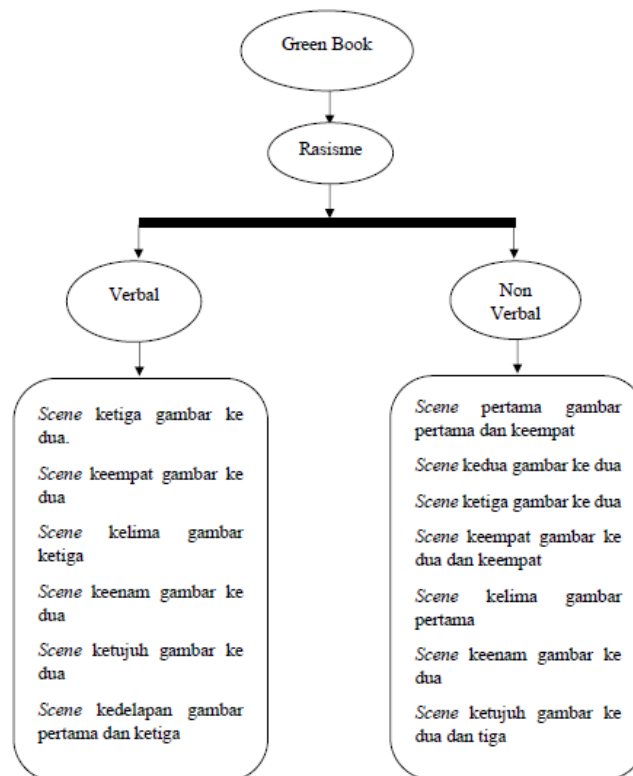 Green Book
Rasisme
Verbal
Non
Verbal
Scene ketiga gambar ke
dua.
Scene keempat gambar ke
dua
Scene kelima gambar
ketiga
Scene keenam gambar ke
dua
Scene ketujuh gambar ke
dua
Scene kedelapan gambar
pertama dan ketiga
Scene pertama gambar
pertama dan keempat
Scene kedua gambar ke dua
Scene ketiga gambar ke dua
Scene keempat gambar ke
dua dan keempat
Scene kelima gambar
pertama
Scene keenam gambar ke
dua
Scene ketujuh gambar ke
dua dan tiga